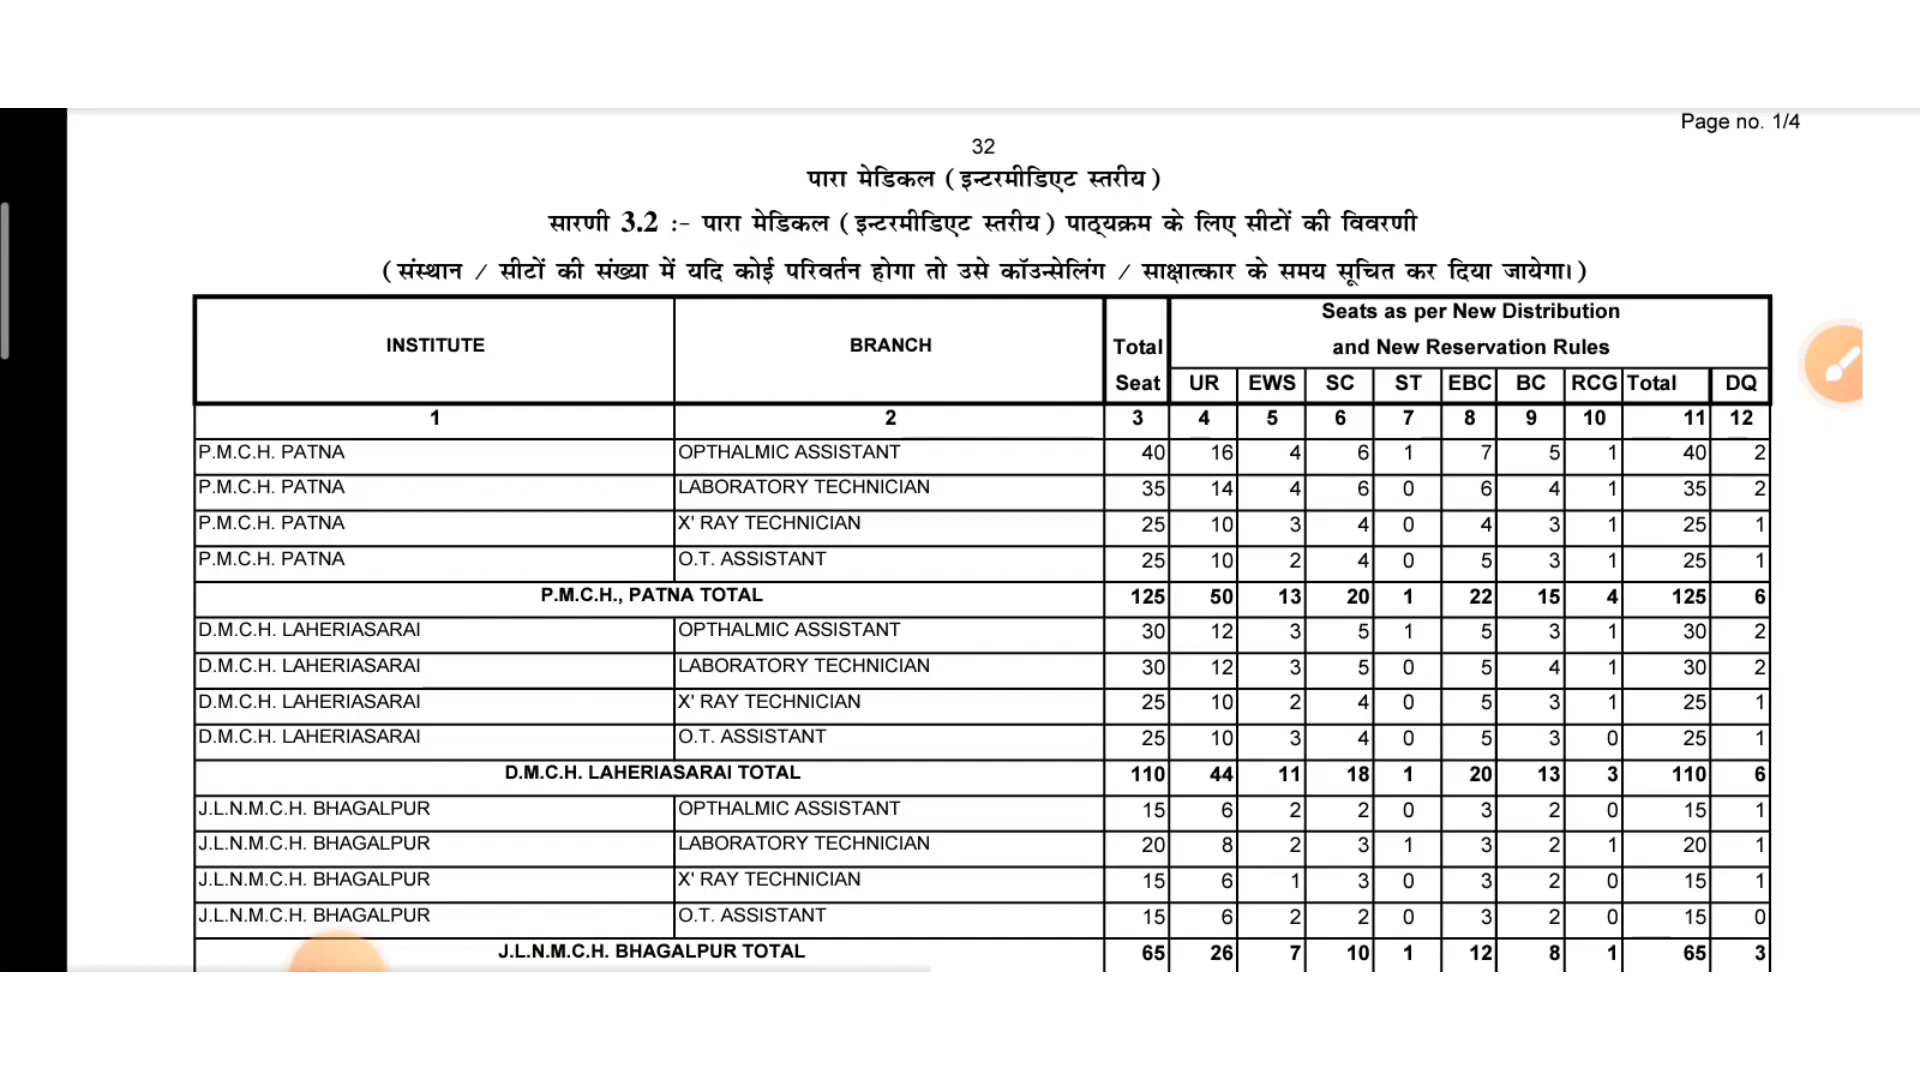 Page no. 1/4
32
पारा मेडिकल (इन्टरमीडिएट स्तरीय)
सारणी 3.2 :- पारा मेडिकल (इन्टरमीडिएट स्तरीय) पाठ्यक्रम के लिए सीटों की विवरणी
(संस्थान / सीटों की संख्या में यदि कोई परिवर्तन होगा तो उसे कॉउन्सेलिंग / साक्षात्कार के समय सूचित कर दिया जायेगा।)
INSTITUTE BRANCH Total Seat Seats as per New Distribution and New Reservation Rules
UR EWS SC ST EBC BC RCG Total DQ
1 2 3 4 5 6 7 8 9 10 11 12
P.M.C.H. PATNA OPTHALMIC ASSISTANT 40 16 4 6 1 7 5 1 40 2
P.M.C.H. PATNA LABORATORY TECHNICIAN 35 14 4 6 0 6 4 1 35 2
P.M.C.H. PATNA X' RAY TECHNICIAN 25 10 3 4 0 4 3 1 25 1
P.M.C.H. PATNA O.T. ASSISTANT 25 10 2 4 0 5 3 1 25 1
P.M.C.H., PATNA TOTAL 125 50 13 20 1 22 15 4 125 6
D.M.C.H. LAHERIASARAI OPTHALMIC ASSISTANT 30 12 3 5 1 5 3 1 30 2
D.M.C.H. LAHERIASARAI LABORATORY TECHNICIAN 30 12 3 5 0 5 4 1 30 2
D.M.C.H. LAHERIASARAI X' RAY TECHNICIAN 25 10 2 4 0 5 3 1 25 1
D.M.C.H. LAHERIASARAI O.T. ASSISTANT 25 10 3 4 0 5 3 0 25 1
D.M.C.H. LAHERIASARAI TOTAL 110 44 11 18 1 20 13 3 110 6
J.L.N.M.C.H. BHAGALPUR OPTHALMIC ASSISTANT 15 6 2 2 0 3 2 0 15 1
J.L.N.M.C.H. BHAGALPUR LABORATORY TECHNICIAN 20 8 2 3 1 3 2 1 20 1
J.L.N.M.C.H. BHAGALPUR X' RAY TECHNICIAN 15 6 1 3 0 3 2 0 15 1
J.L.N.M.C.H. BHAGALPUR O.T. ASSISTANT 15 6 2 2 0 3 2 0 15 0
J.L.N.M.C.H. BHAGALPUR TOTAL 65 26 7 10 1 12 8 1 65 3